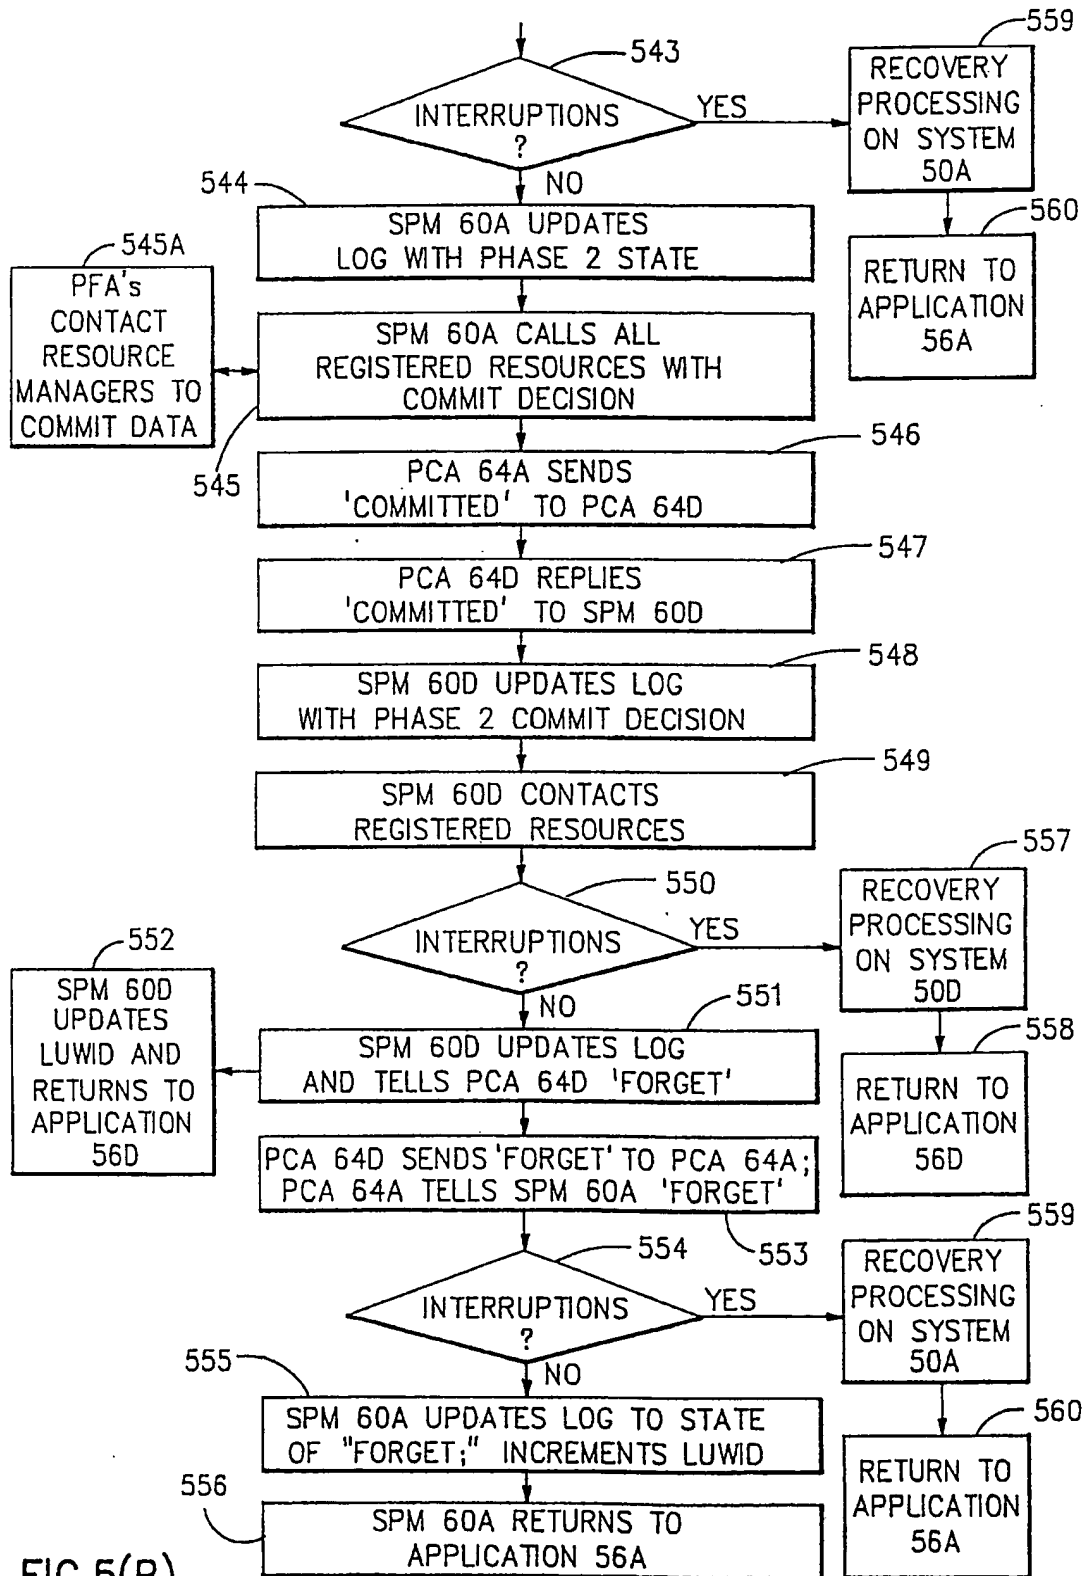 543
INTERRUPTIONS
?
YES
NO
559
RECOVERY
PROCESSING
ON SYSTEM
50A
560
RETURN TO
APPLICATION
56A
544
SPM 60A UPDATES
LOG WITH PHASE 2 STATE
545A
PFA's
CONTACT
RESOURCE
MANAGERS TO
COMMIT DATA
SPM 60A CALLS ALL
REGISTERED RESOURCES WITH
COMMIT DECISION
545
546
PCA 64A SENDS
'COMMITTED' TO PCA 64D
547
PCA 64D REPLIES
'COMMITTED' TO SPM 60D
548
SPM 60D UPDATES LOG
WITH PHASE 2 COMMIT DECISION
549
SPM 60D CONTACTS
REGISTERED RESOURCES
550
INTERRUPTIONS
?
YES
NO
557
RECOVERY
PROCESSING
ON SYSTEM
50D
558
RETURN TO
APPLICATION
56D
551
SPM 60D UPDATES LOG
AND TELLS PCA 64D 'FORGET'
552
SPM 60D
UPDATES
LUWID AND
RETURNS TO
APPLICATION
56D
PCA 64D SENDS 'FORGET' TO PCA 64A;
PCA 64A TELLS SPM 60A 'FORGET'
553
554
INTERRUPTIONS
?
YES
NO
559
RECOVERY
PROCESSING
ON SYSTEM
50A
560
RETURN TO
APPLICATION
56A
555
SPM 60A UPDATES LOG TO STATE
OF "FORGET;" INCREMENTS LUWID
556
SPM 60A RETURNS TO
APPLICATION 56A
FIG.5(B)